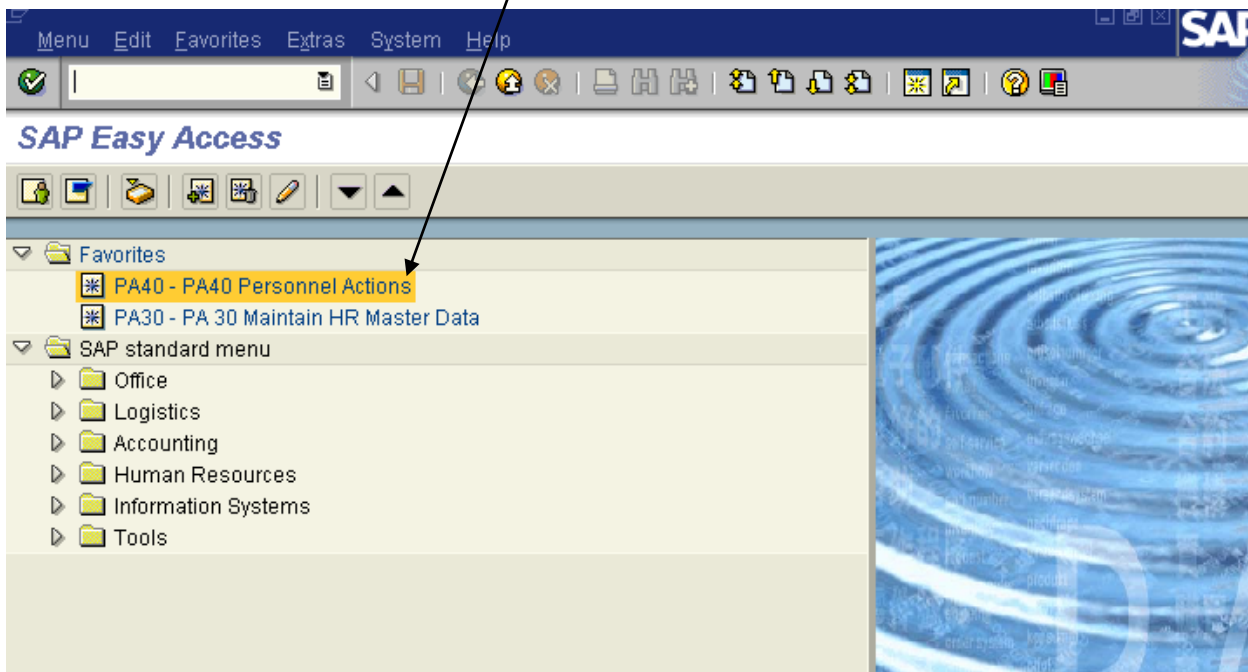 Menu Edit Favorites Extras System Help
SAP
SAP Easy Access
Favorites
PA40 - PA40 Personnel Actions
PA30 - PA 30 Maintain HR Master Data
SAP standard menu
Office
Logistics
Accounting
Human Resources
Information Systems
Tools